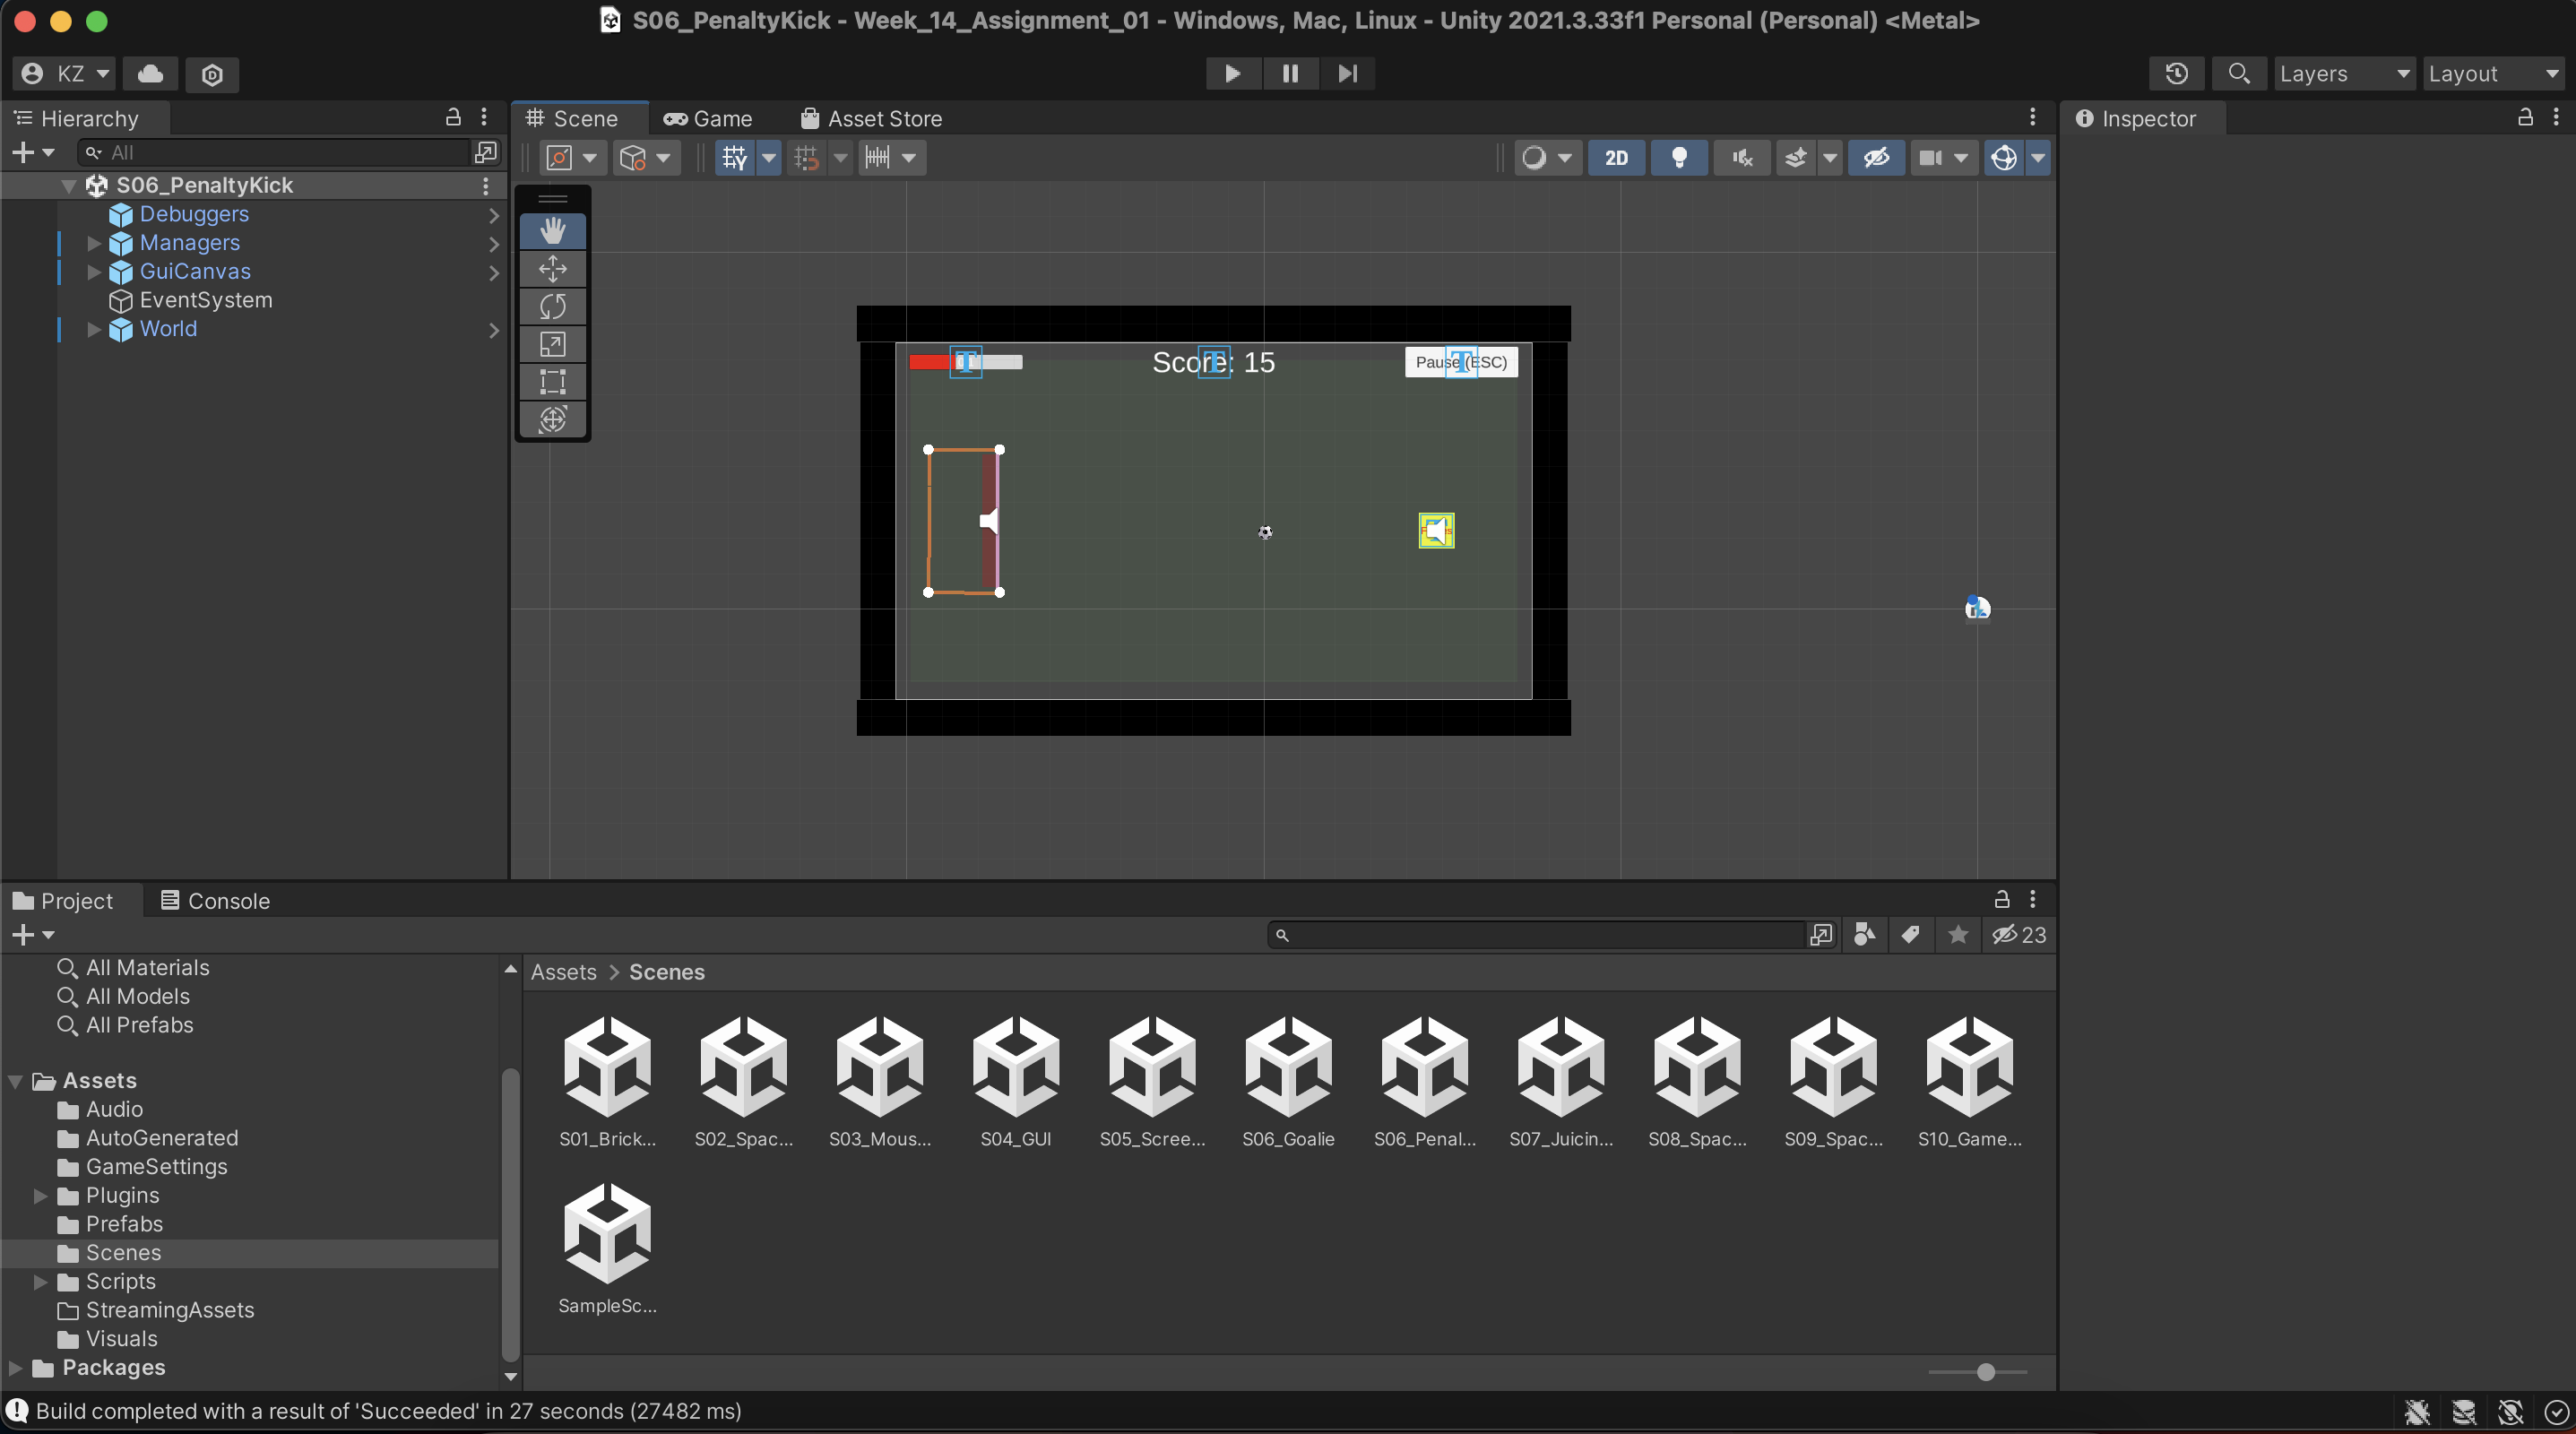 S06_PenaltyKick - Week_14_Assignment_01 - Windows, Mac, Linux - Unity 2021.3.33f1 Personal (Personal) <Metal>
KZ
Layers
Layout
Hierarchy
Scene
Game
Asset Store
Inspector
All
2D
S06_PenaltyKick
Debuggers
Managers
GuiCanvas
EventSystem
World
Score: 15
Pause (ESC)
Project
Console
23
All Materials
All Models
All Prefabs
Assets
Audio
AutoGenerated
GameSettings
Plugins
Prefabs
Scenes
Scripts
StreamingAssets
Visuals
Packages
Assets > Scenes
S01_Brick...
S02_Spac...
S03_Mous...
S04_GUI
S05_Scree...
S06_Goalie
S06_Penal...
S07_Juicin...
S08_Spac...
S09_Spac...
S10_Game...
SampleSc...
Build completed with a result of 'Succeeded' in 27 seconds (27482 ms)